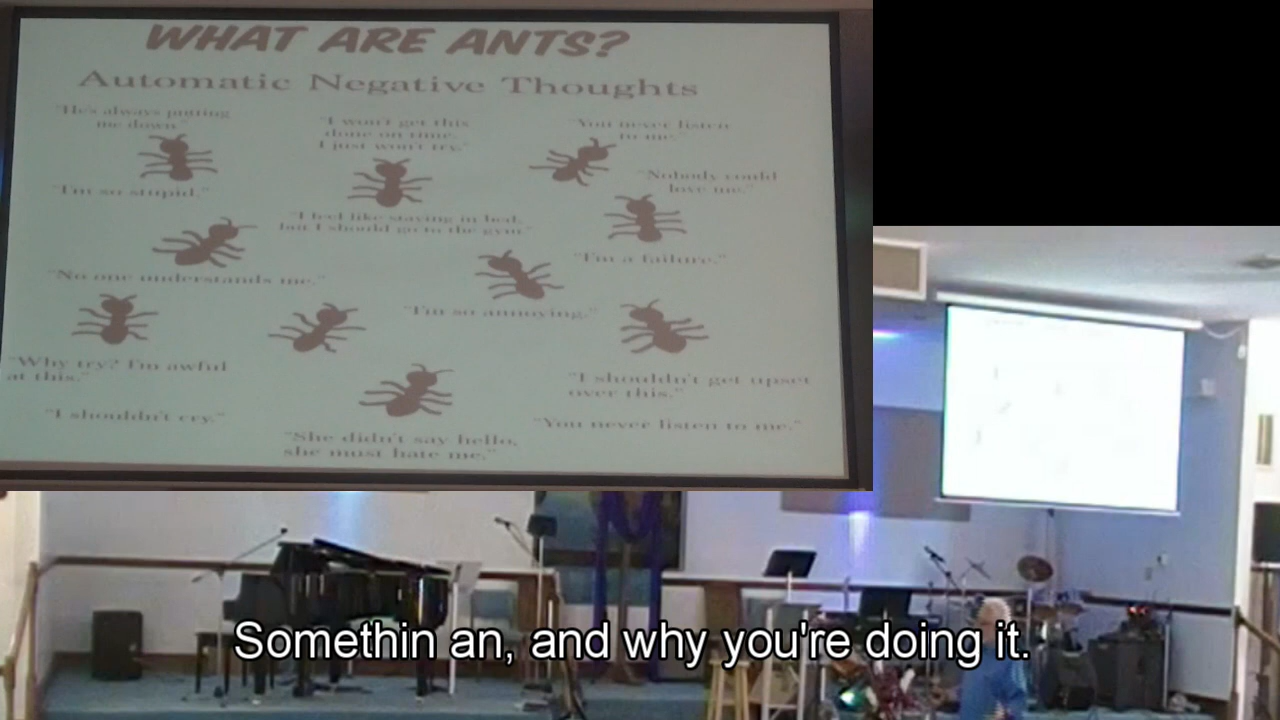 WHAT ARE ANTS?
Automatic Negative Thoughts
"He's always putting
me down."
"I won't get this
done on time.
I just won't try."
"You never listen
to me."
"Nobody could
love me."
"I'm so stupid."
"I feel like staying in bed,
but I should go to the gym."
"I'm a failure."
"No one understands me."
"I'm so annoying."
"Why try? I'm awful
at this."
"I shouldn't get upset
over this."
"I shouldn't cry."
"You never listen to me."
"She didn't say hello,
she must hate me."
Somethin an, and why you're doing it.